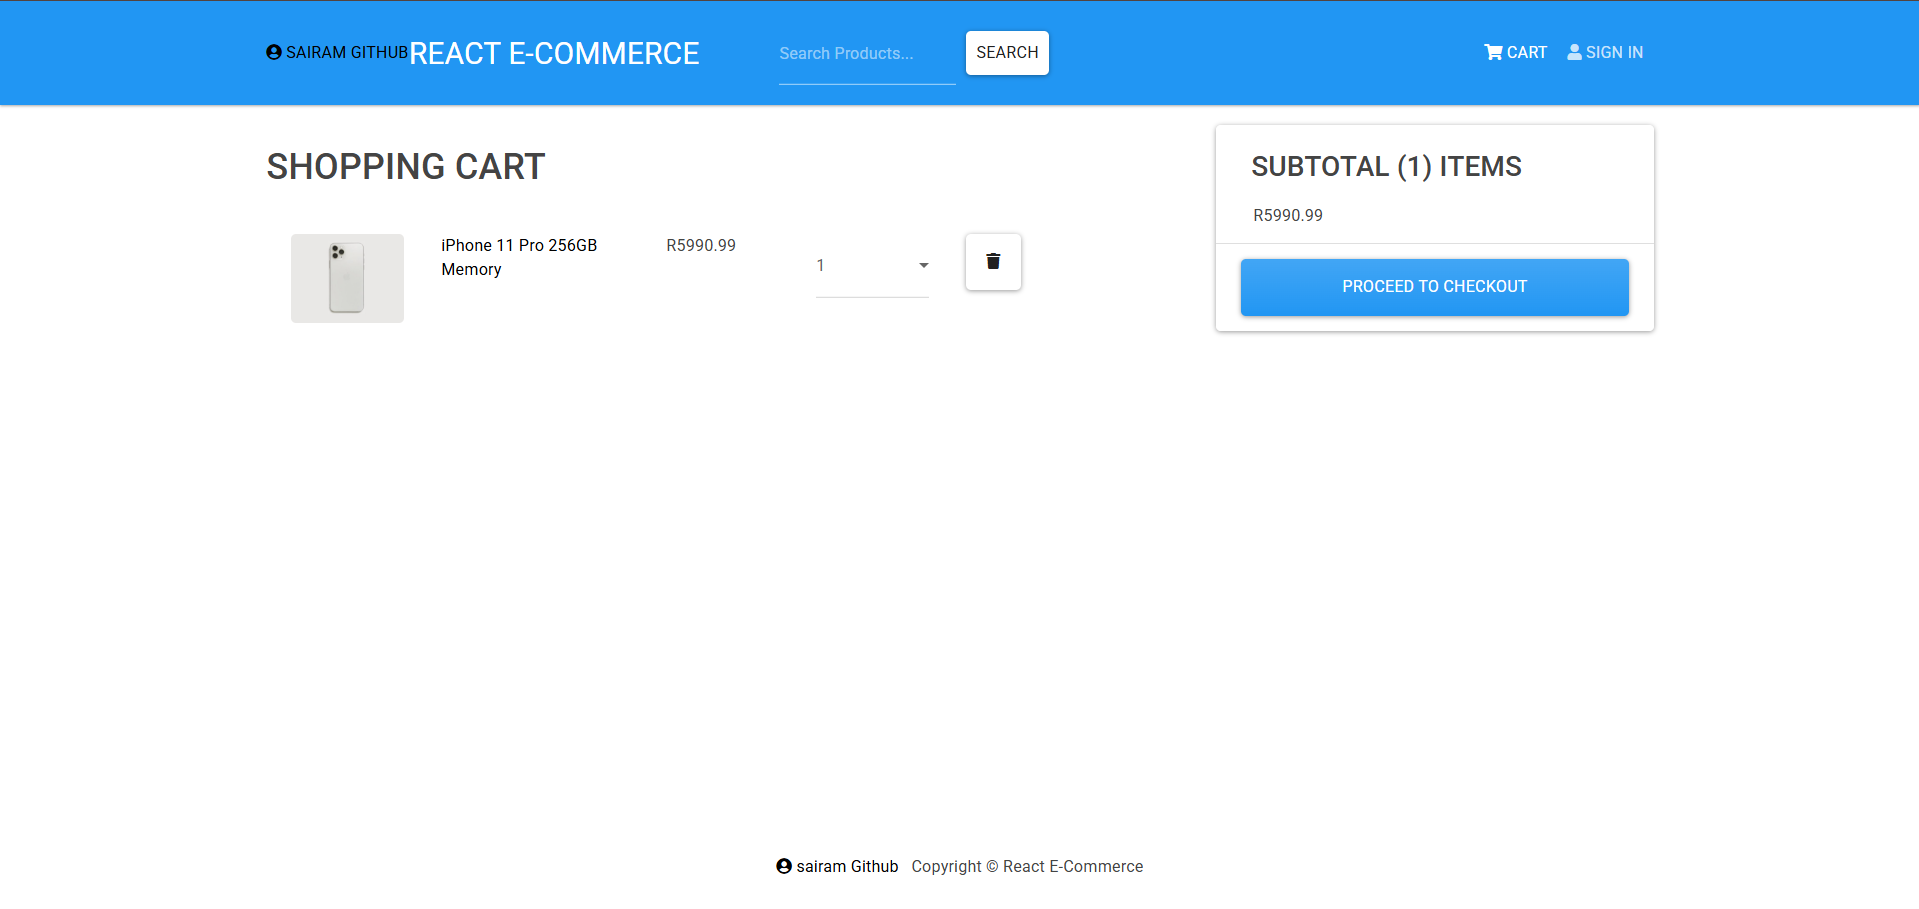 SAIRAM GITHUB REACT E-COMMERCE Search Products... SEARCH CART SIGN IN
SHOPPING CART
iPhone 11 Pro 256GB
Memory
R5990.99
1
SUBTOTAL (1) ITEMS
R5990.99
PROCEED TO CHECKOUT
sairam Github Copyright © React E-Commerce